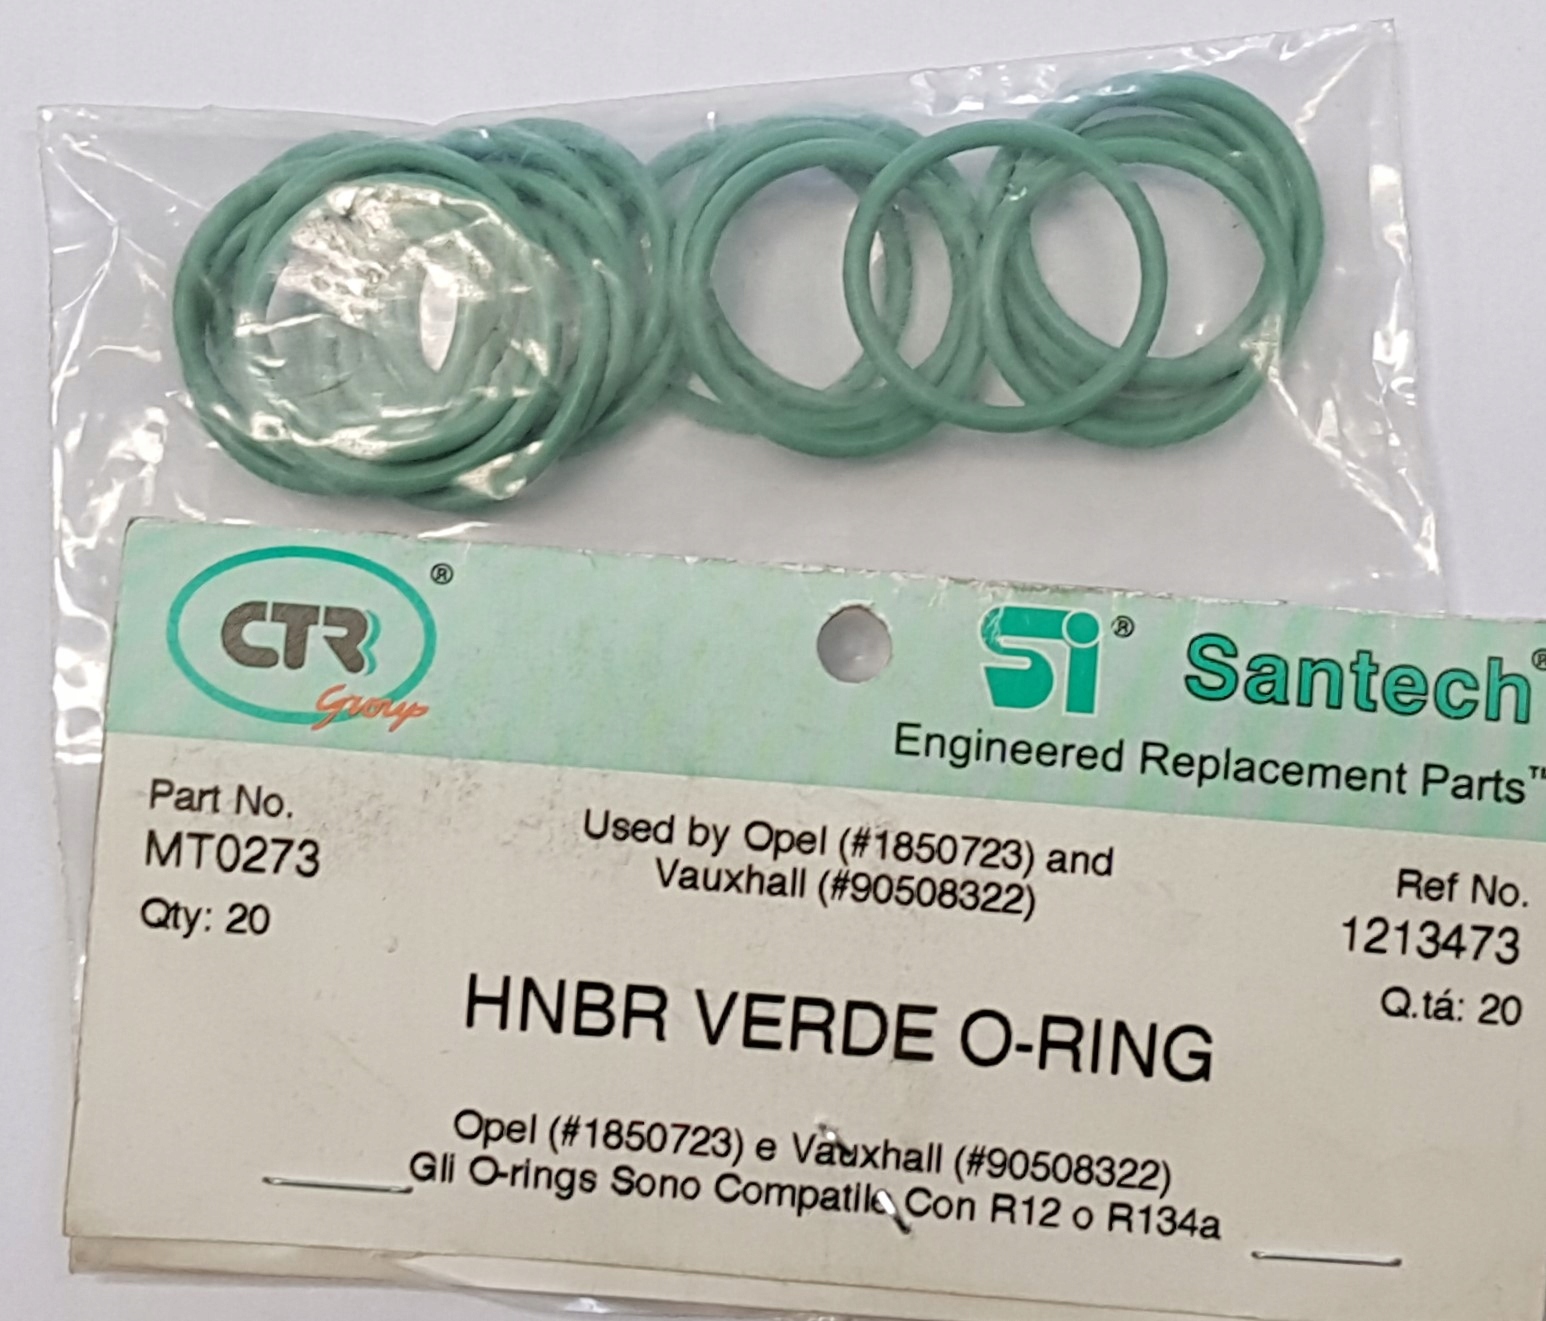 CTR ®
Group
Si ® Santech®
Engineered Replacement Parts™
Part No.
MT0273
Qty: 20
Used by Opel (#1850723) and
Vauxhall (#90508322)
Ref No.
1213473
Q.tá: 20
HNBR VERDE O-RING
Opel (#1850723) e Vauxhall (#90508322)
Gli O-rings Sono Compatile Con R12 o R134a